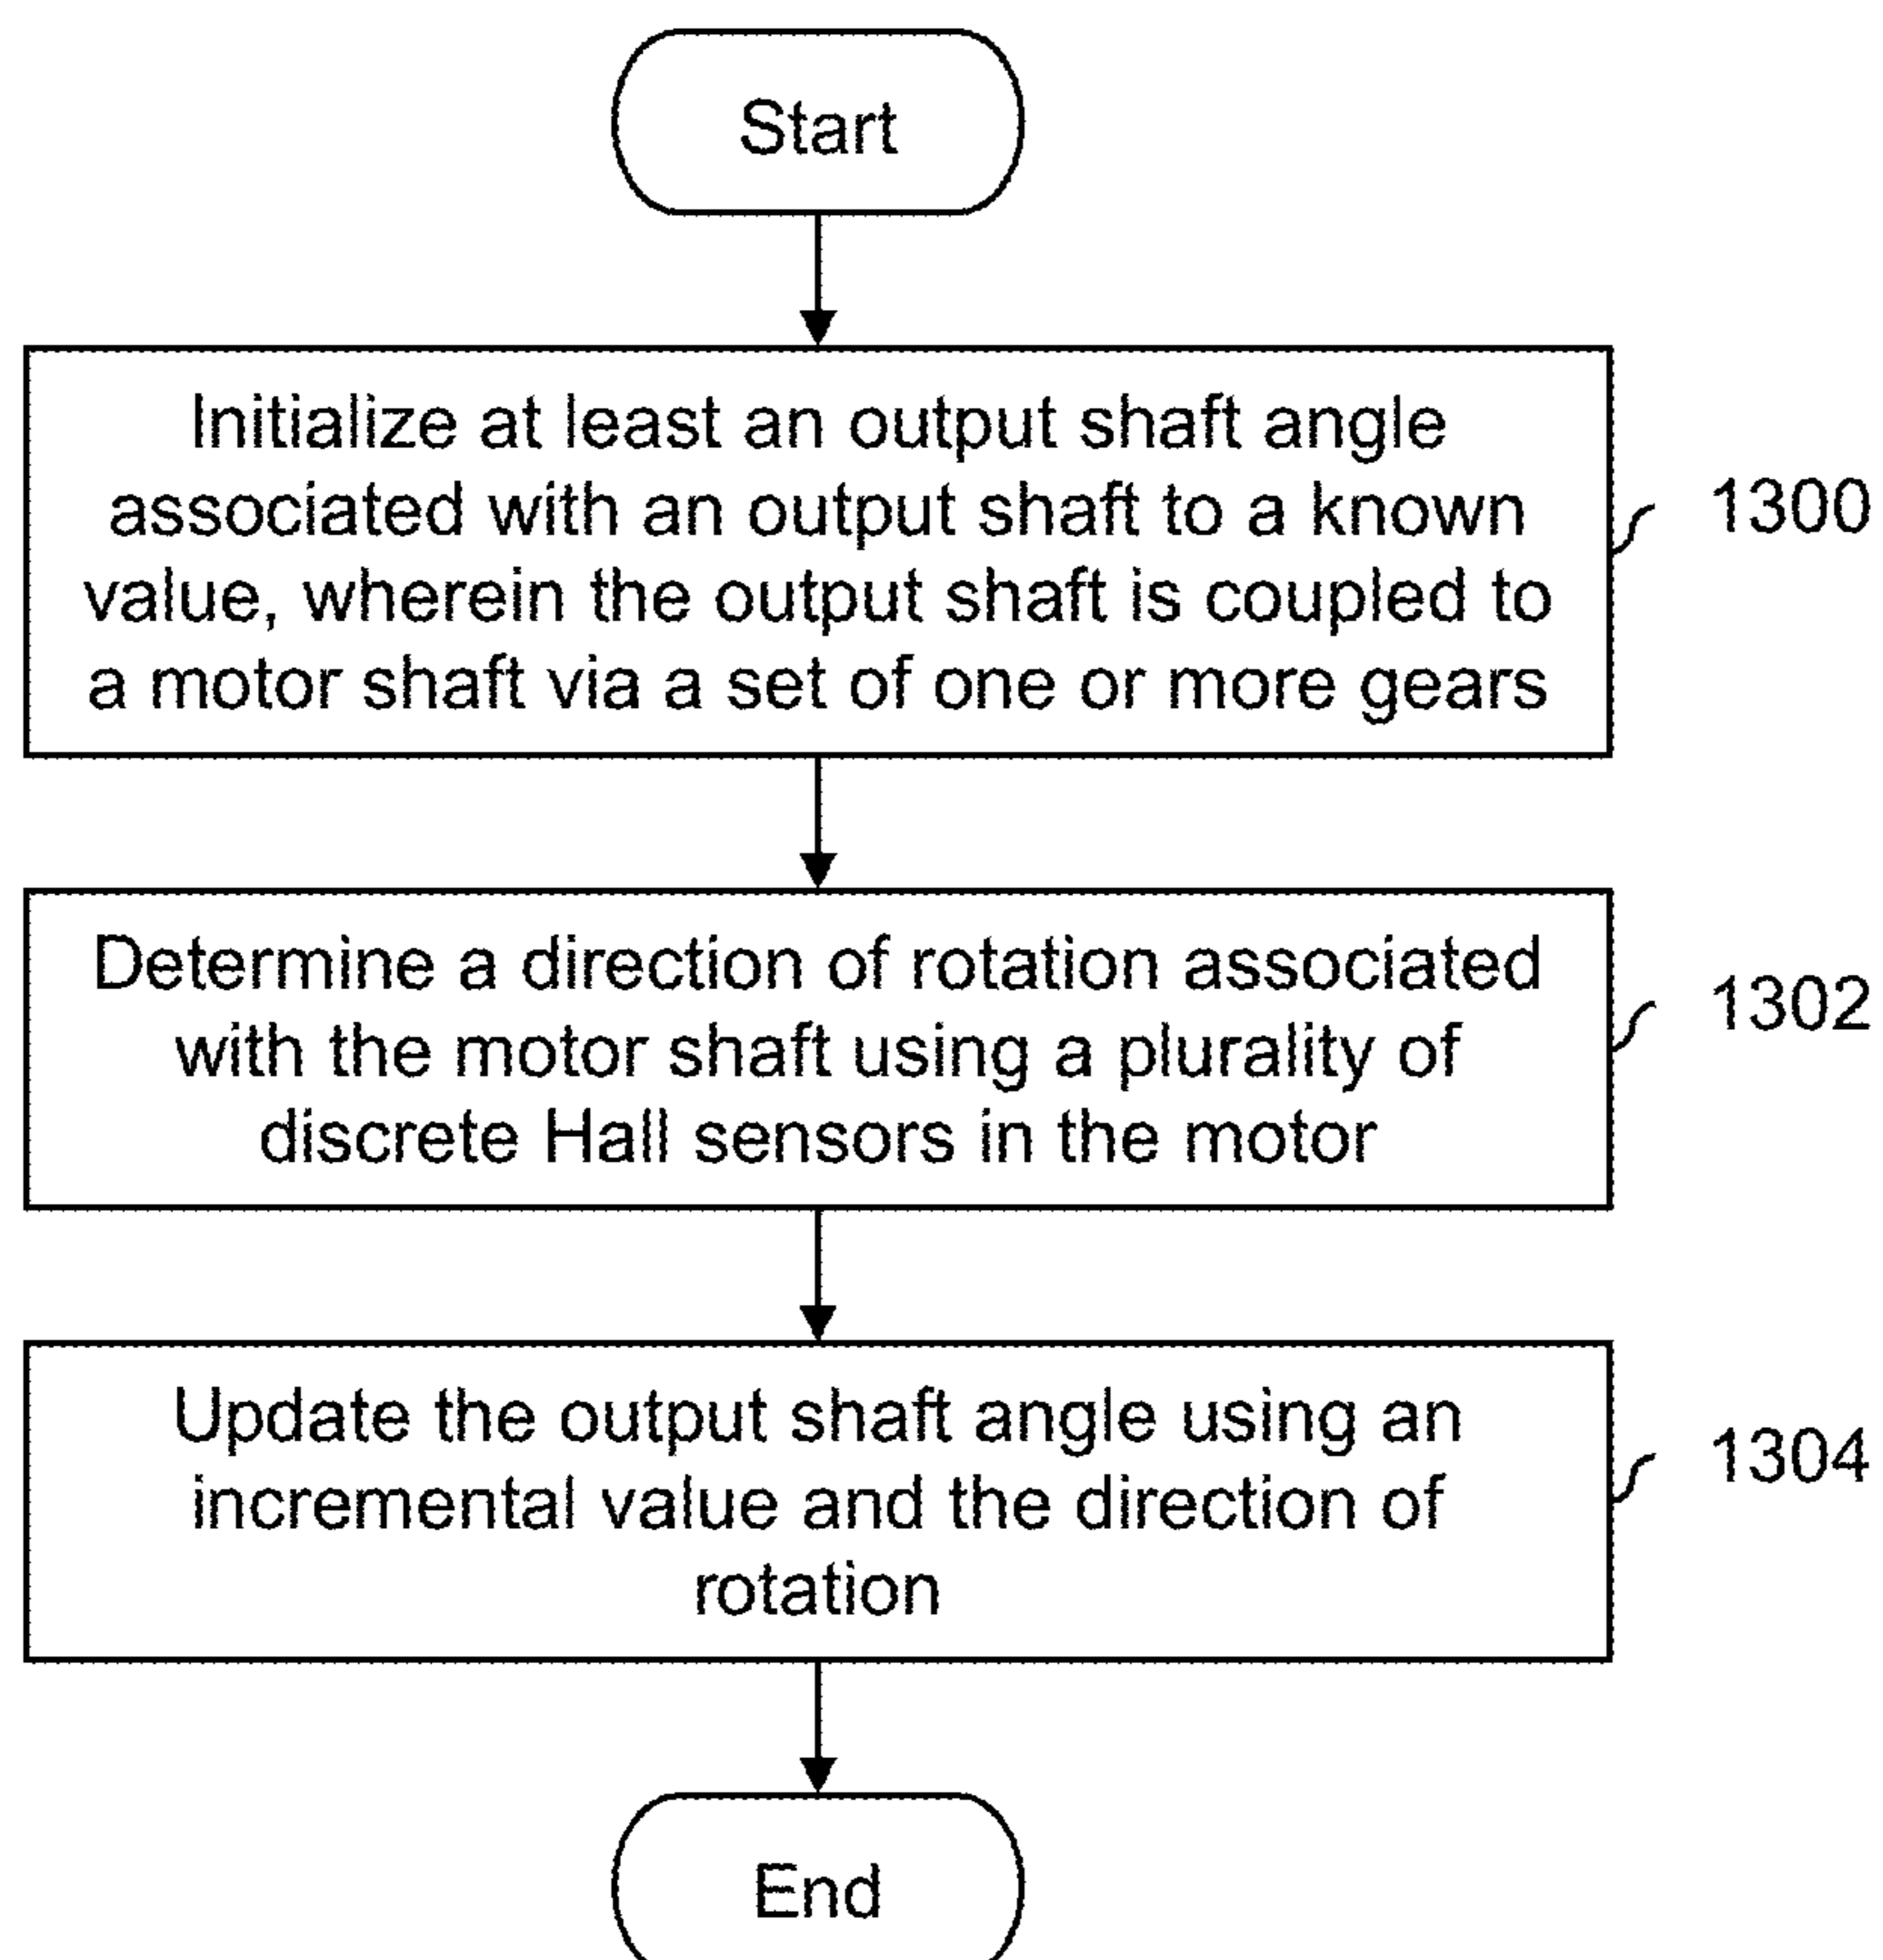 Start
Initialize at least an output shaft angle
associated with an output shaft to a known
value, wherein the output shaft is coupled to
a motor shaft via a set of one or more gears
1300
Determine a direction of rotation associated
with the motor shaft using a plurality of
discrete Hall sensors in the motor
1302
Update the output shaft angle using an
incremental value and the direction of
rotation
1304
End